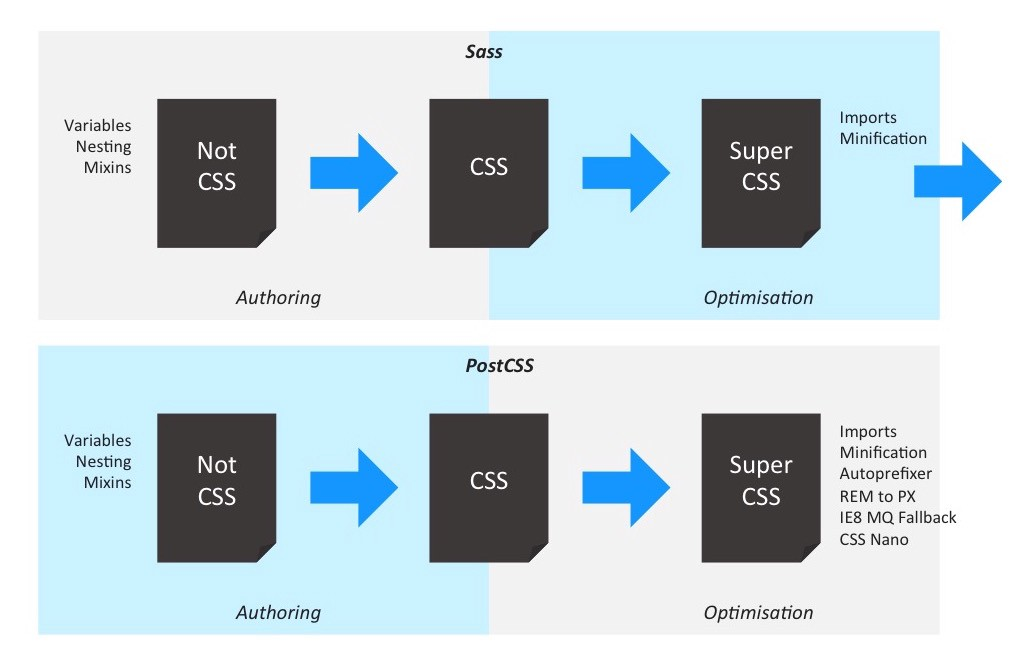 Sass
Variables
Nesting
Mixins
Not
CSS
CSS
Super
CSS
Imports
Minification
Authoring
Optimisation
PostCSS
Variables
Nesting
Mixins
Not
CSS
CSS
Super
CSS
Imports
Minification
Autoprefixer
REM to PX
IE8 MQ Fallback
CSS Nano
Authoring
Optimisation